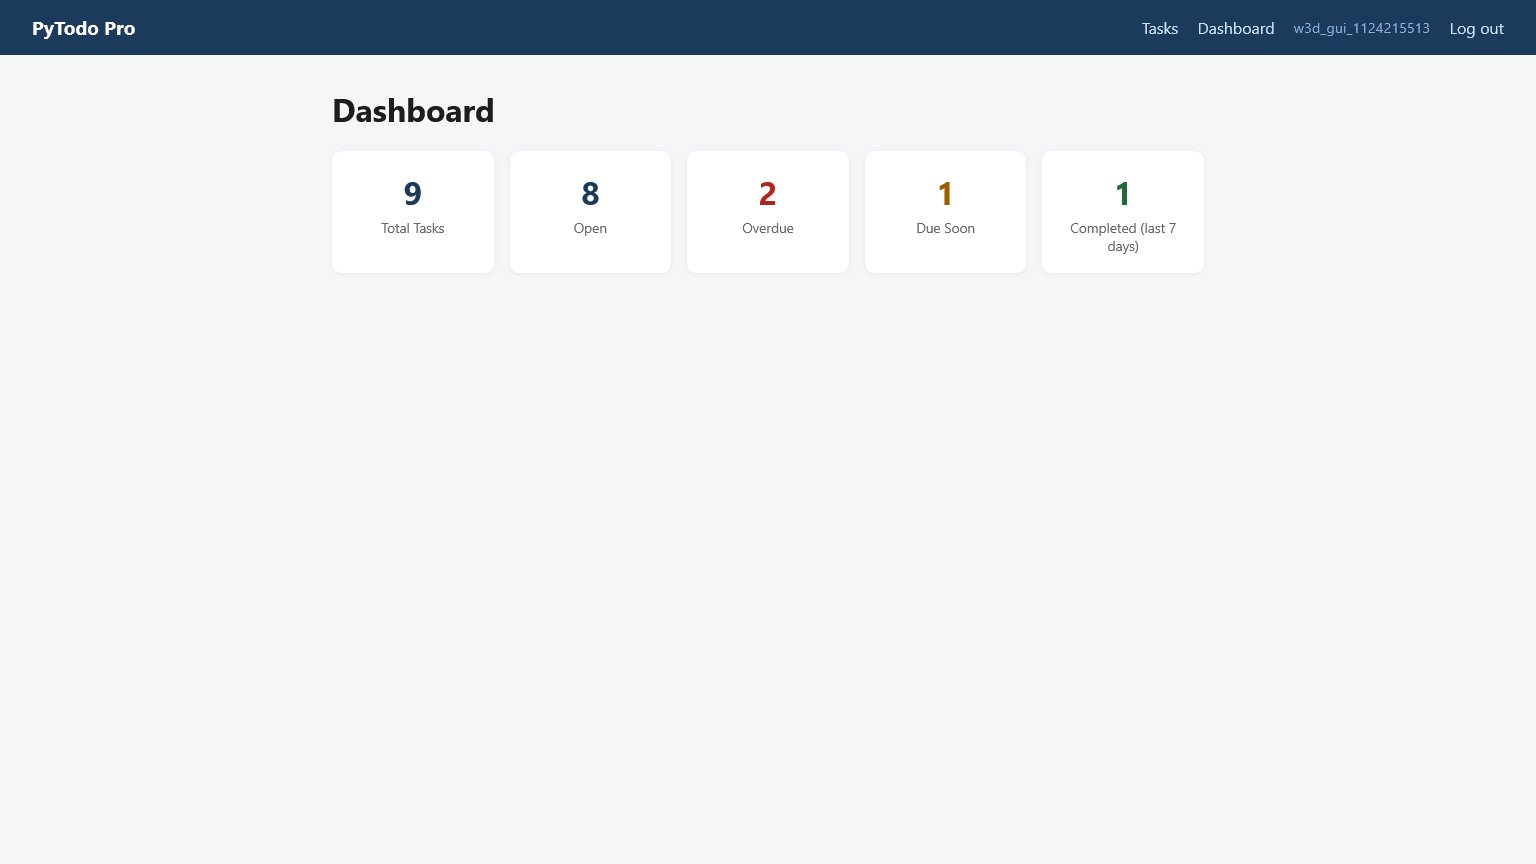 PyTodo Pro
Tasks Dashboard w3d_gui_1124215513 Log out
Dashboard
9
Total Tasks
8
Open
2
Overdue
1
Due Soon
1
Completed (last 7
days)